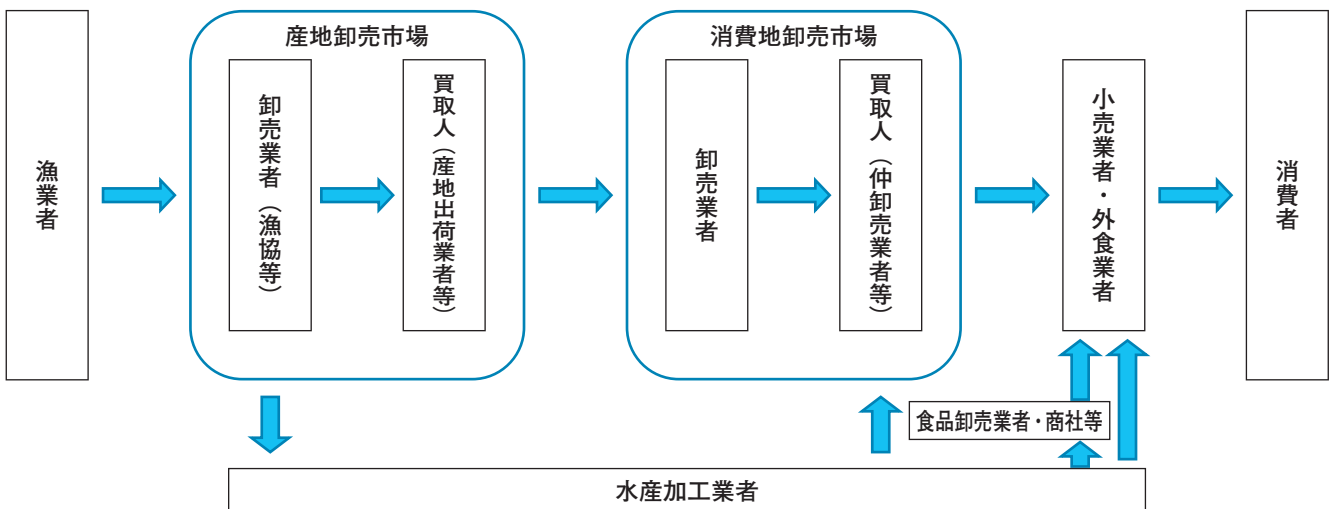 漁業者
産地卸売市場
卸売業者（漁協等）
買取人（産地出荷業者等）
消費地卸売市場
卸売業者
買取人（仲卸売業者等）
小売業者・外食業者
消費者
食品卸売業者・商社等
水産加工業者